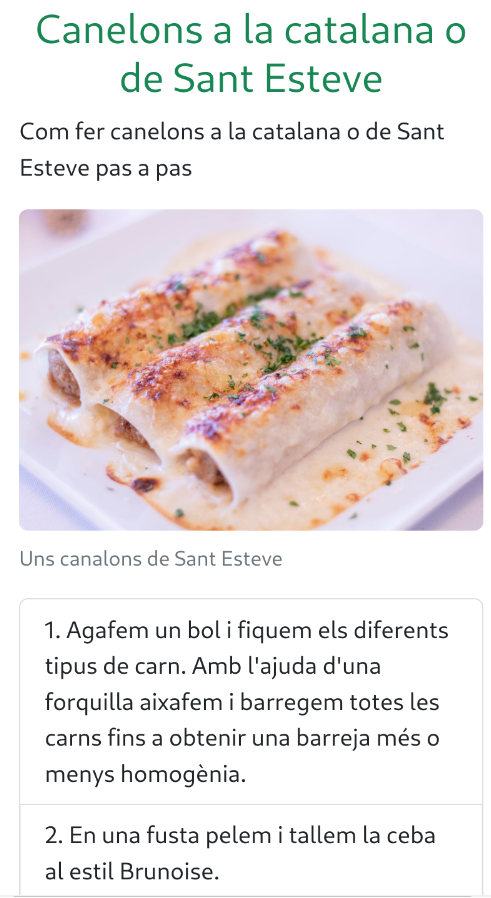 Canelons a la catalana o
de Sant Esteve
Com fer canelons a la catalana o de Sant
Esteve pas a pas
Uns canalons de Sant Esteve
1. Agafem un bol i fiquem els diferents
tipus de carn. Amb l'ajuda d'una
forquilla aixafem i barregem totes les
carns fins a obtenir una barreja més o
menys homogènia.
2. En una fusta pelem i tallem la ceba
al estil Brunoise.